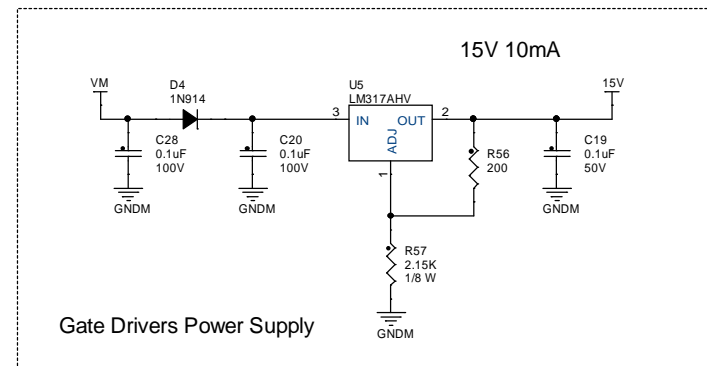 15V 10mA
VM
D4
1N914
U5
LM317AHV
15V
3
IN
OUT
2
ADJ
1
C28
0.1uF
100V
C20
0.1uF
100V
R56
200
C19
0.1uF
50V
GNDM
GNDM
GNDM
R57
2.15K
1/8 W
Gate Drivers Power Supply
GNDM